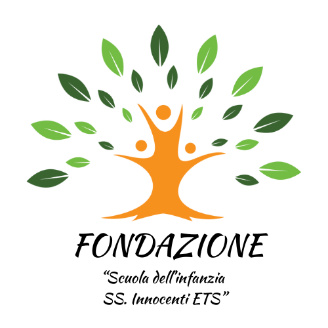 FONDAZIONE
“Scuola dell'infanzia
SS. Innocenti ETS”